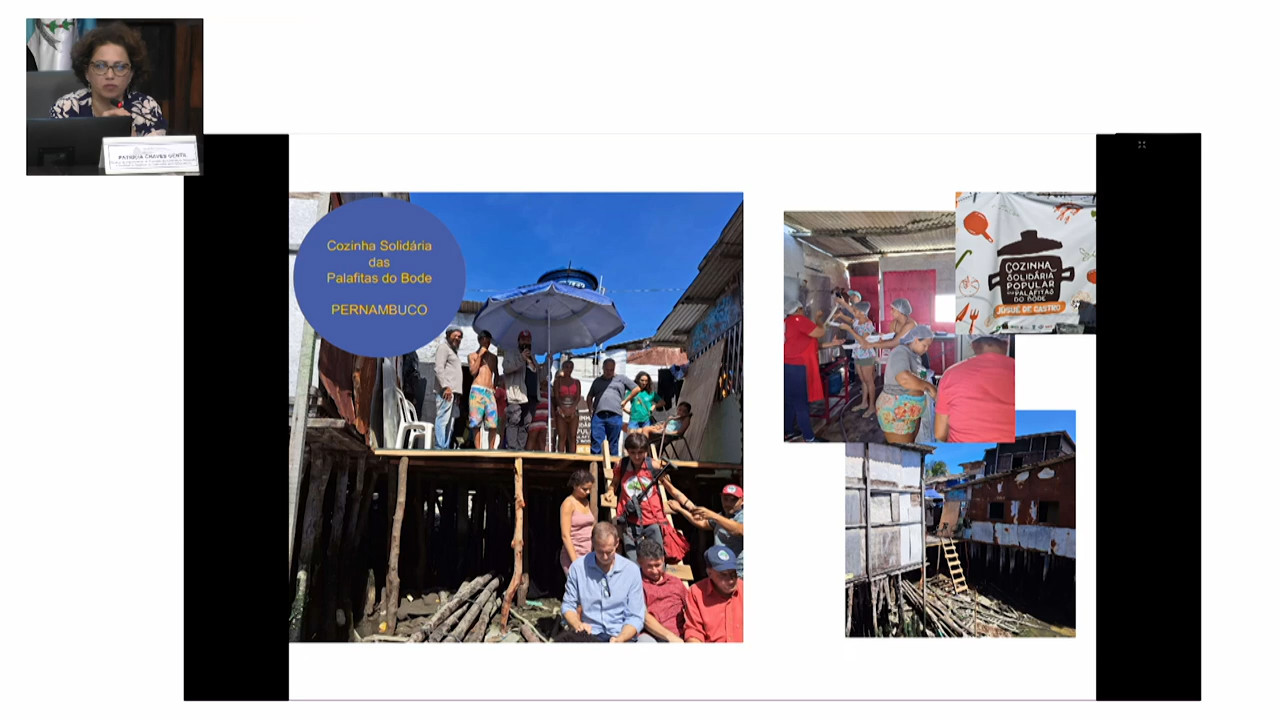 PATRICIA CHAVES GENTIL
Cozinha Solidária
das
Palafitas do Bode
PERNAMBUCO
COZINHA
SOLIDÁRIA
POPULAR
PALAFITAS
DO BODE
JOSUÉ DE CASTRO